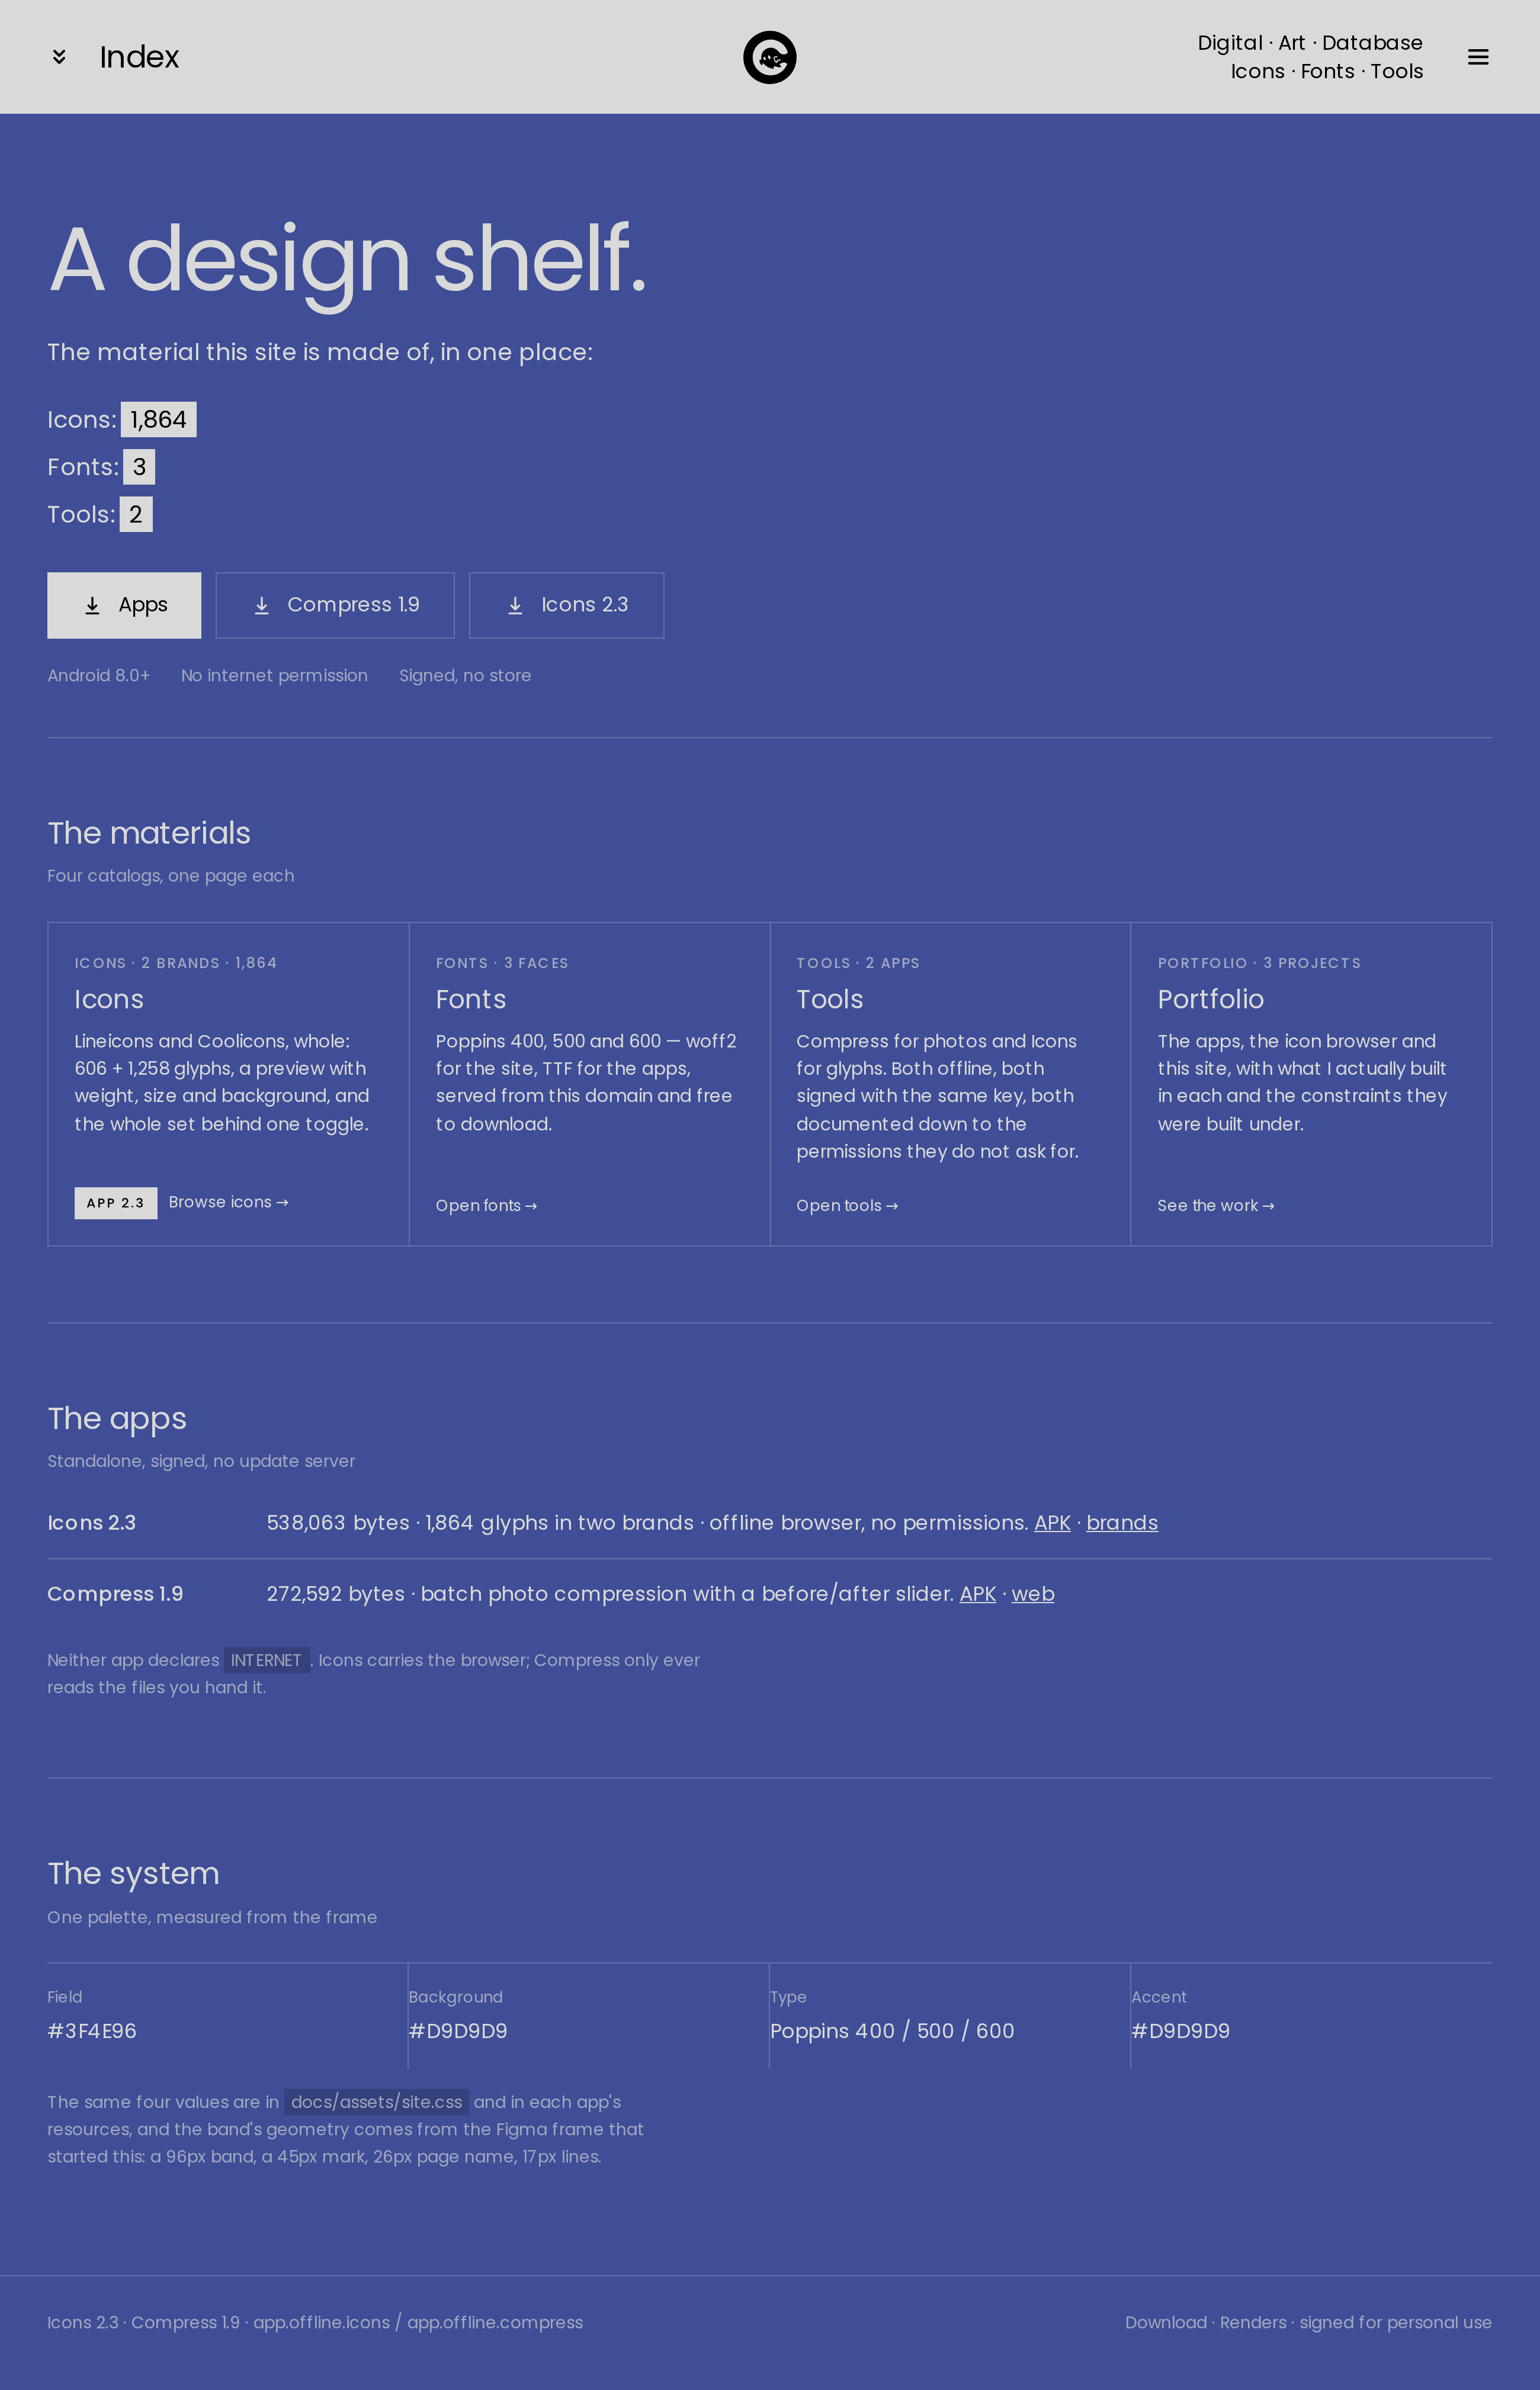 Index
Digital · Art · Database
Icons · Fonts · Tools
A design shelf.
The material this site is made of, in one place:
Icons: 1,864
Fonts: 3
Tools: 2
Apps
Compress 1.9
Icons 2.3
Android 8.0+ No internet permission Signed, no store
The materials
Four catalogs, one page each
ICONS · 2 BRANDS · 1,864
Icons
Lineicons and Coolicons, whole:
606 + 1,258 glyphs, a preview with
weight, size and background, and
the whole set behind one toggle.
APP 2.3 Browse icons →
FONTS · 3 FACES
Fonts
Poppins 400, 500 and 600 — woff2
for the site, TTF for the apps,
served from this domain and free
to download.
Open fonts →
TOOLS · 2 APPS
Tools
Compress for photos and Icons
for glyphs. Both offline, both
signed with the same key, both
documented down to the
permissions they do not ask for.
Open tools →
PORTFOLIO · 3 PROJECTS
Portfolio
The apps, the icon browser and
this site, with what I actually built
in each and the constraints they
were built under.
See the work →
The apps
Standalone, signed, no update server
Icons 2.3 538,063 bytes · 1,864 glyphs in two brands · offline browser, no permissions. APK · brands
Compress 1.9 272,592 bytes · batch photo compression with a before/after slider. APK · web
Neither app declares INTERNET . Icons carries the browser; Compress only ever
reads the files you hand it.
The system
One palette, measured from the frame
Field
#3F4E96
Background
#D9D9D9
Type
Poppins 400 / 500 / 600
Accent
#D9D9D9
The same four values are in docs/assets/site.css and in each app's
resources, and the band's geometry comes from the Figma frame that
started this: a 96px band, a 45px mark, 26px page name, 17px lines.
Icons 2.3 · Compress 1.9 · app.offline.icons / app.offline.compress
Download · Renders · signed for personal use